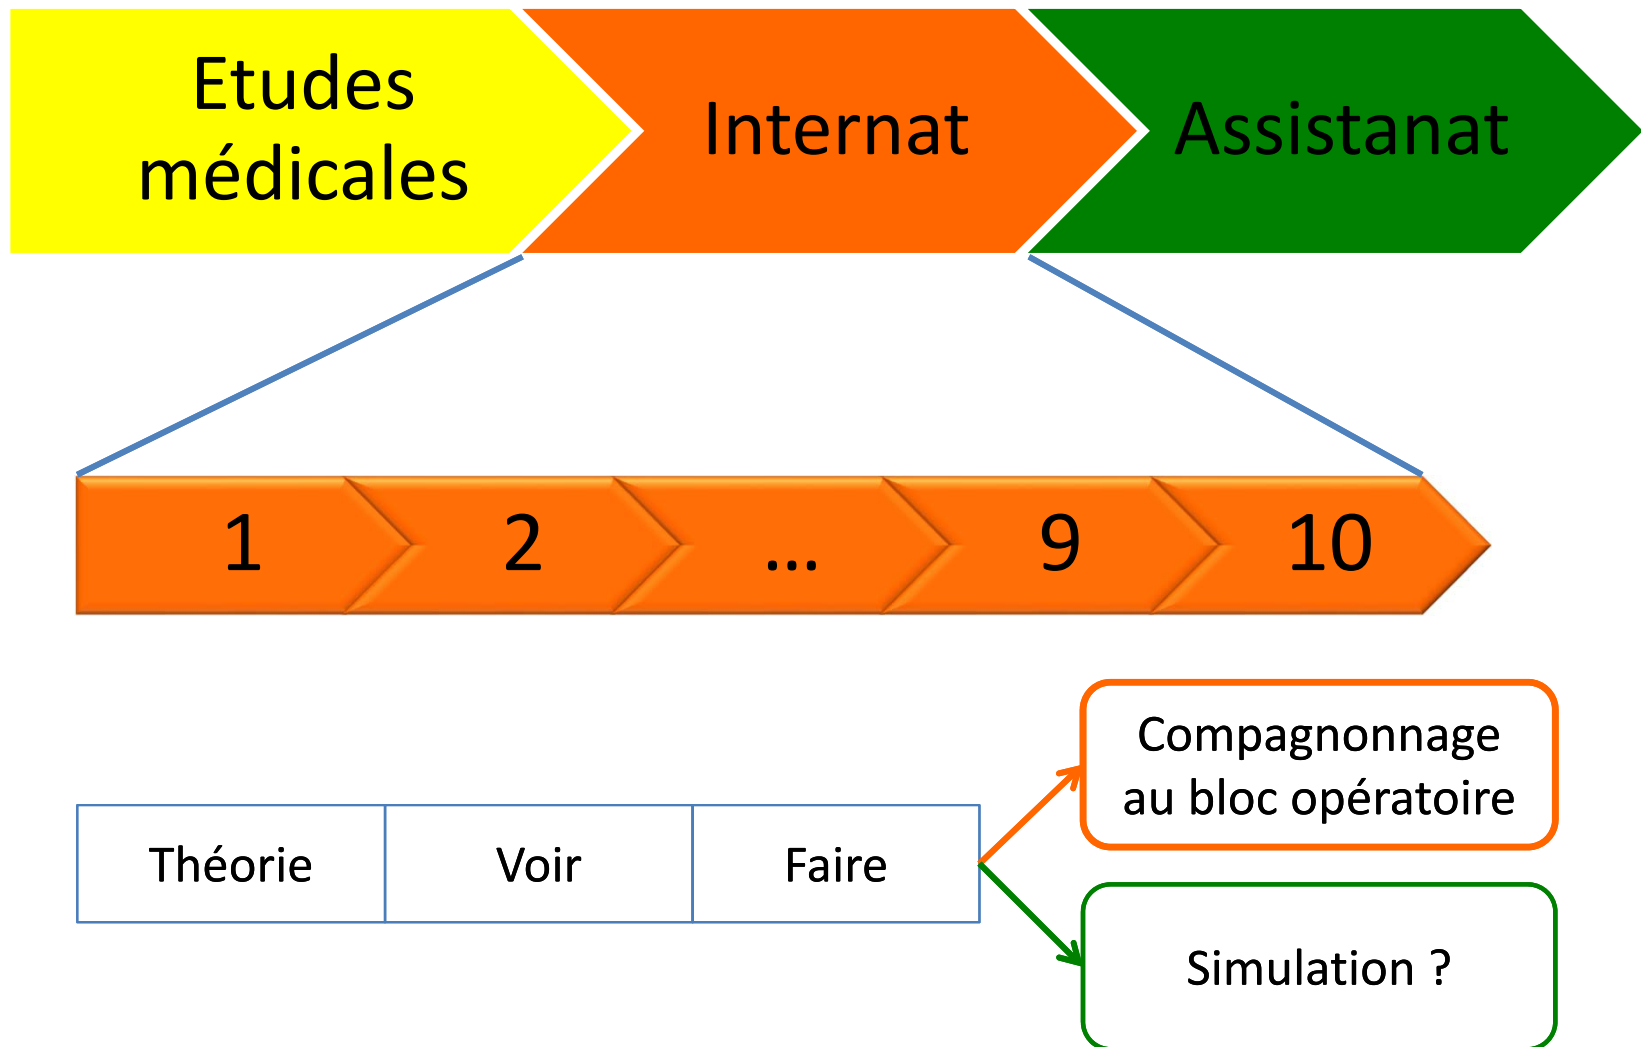 Etudes
médicales
Internat
Assistanat
1
2
...
9
10
Compagnonnage
au bloc opératoire
Théorie
Voir
Faire
Simulation ?